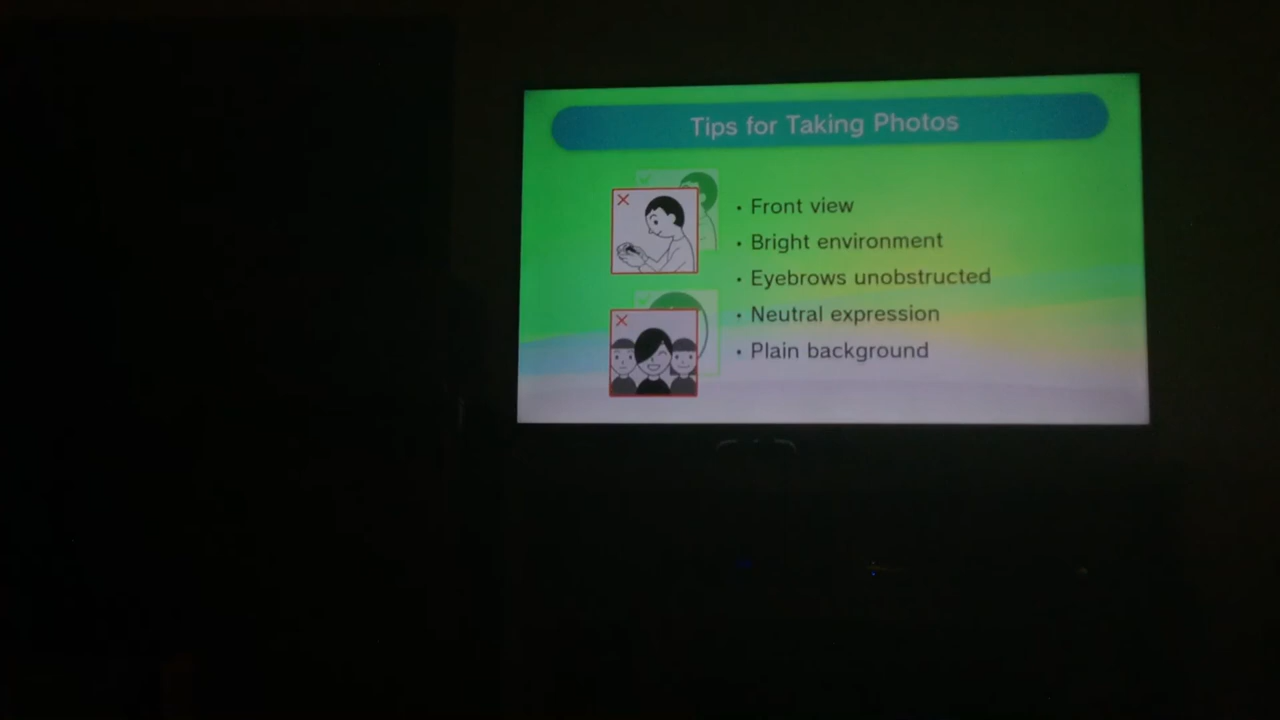 Tips for Taking Photos
• Front view
• Bright environment
• Eyebrows unobstructed
• Neutral expression
• Plain background